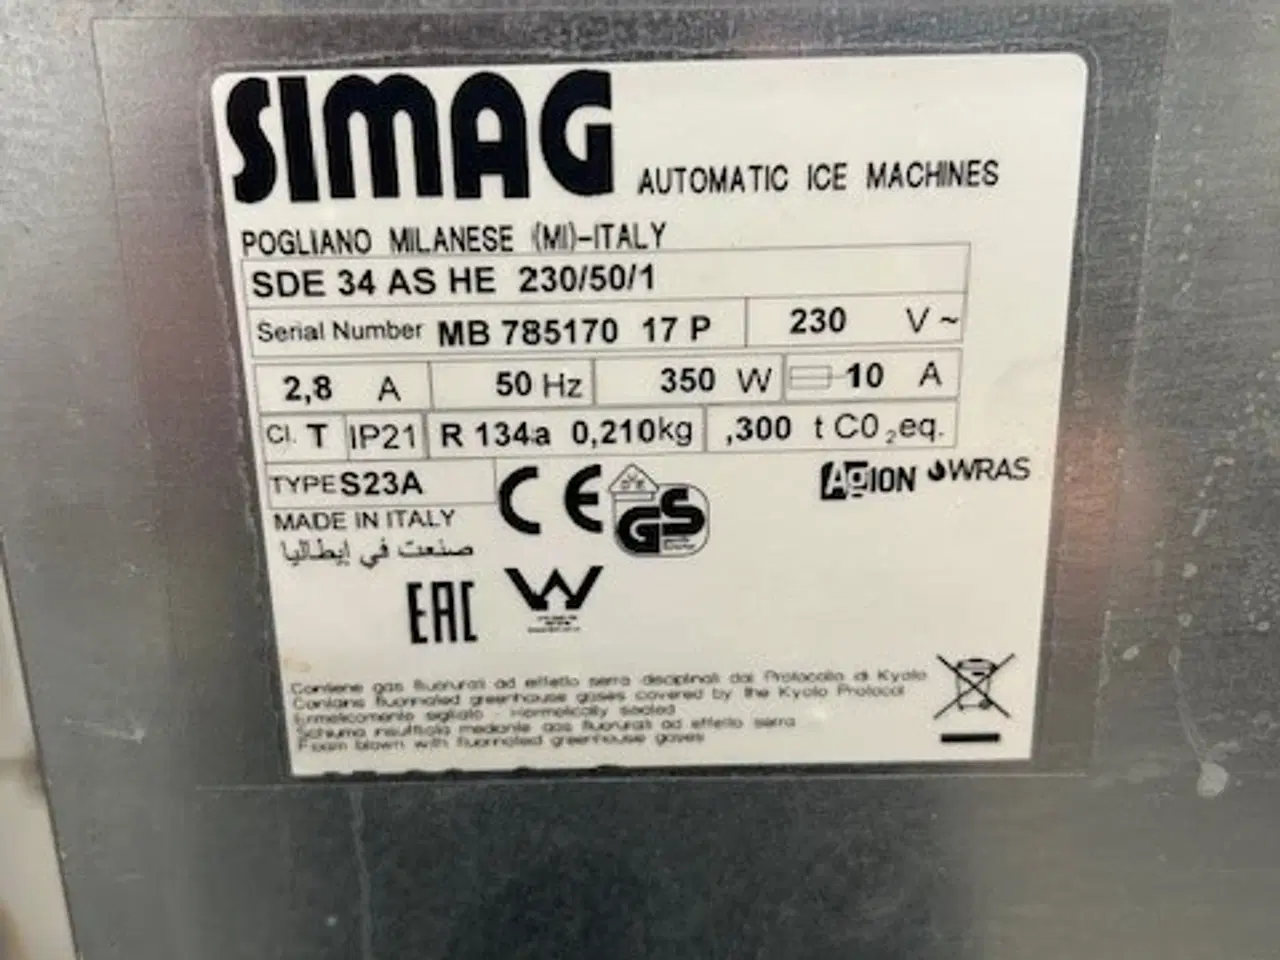 SIMAG AUTOMATIC ICE MACHINES
POGLIANO MILANESE (MI)-ITALY
SDE 34 AS HE 230/50/1
Serial Number MB 785170 17 P 230 V ~
2,8 A 50 Hz 350 W 10 A
Cl. T IP21 R 134a 0,210kg ,300 t CO₂eq.
TYPE S23A
CE GS AgION WRAS
MADE IN ITALY
صنعت في إيطاليا
EAC W
Contiene gas fluorurati ad effetto serra disciplinati dal Protocollo di Kyoto
Contains fluorinated greenhouse gases covered by the Kyoto Protocol
Ermeticamente sigillato - Hermetically sealed
Schiuma insufflata mediante gas fluorurati ad effetto serra
Foam blown with fluorinated greenhouse gases